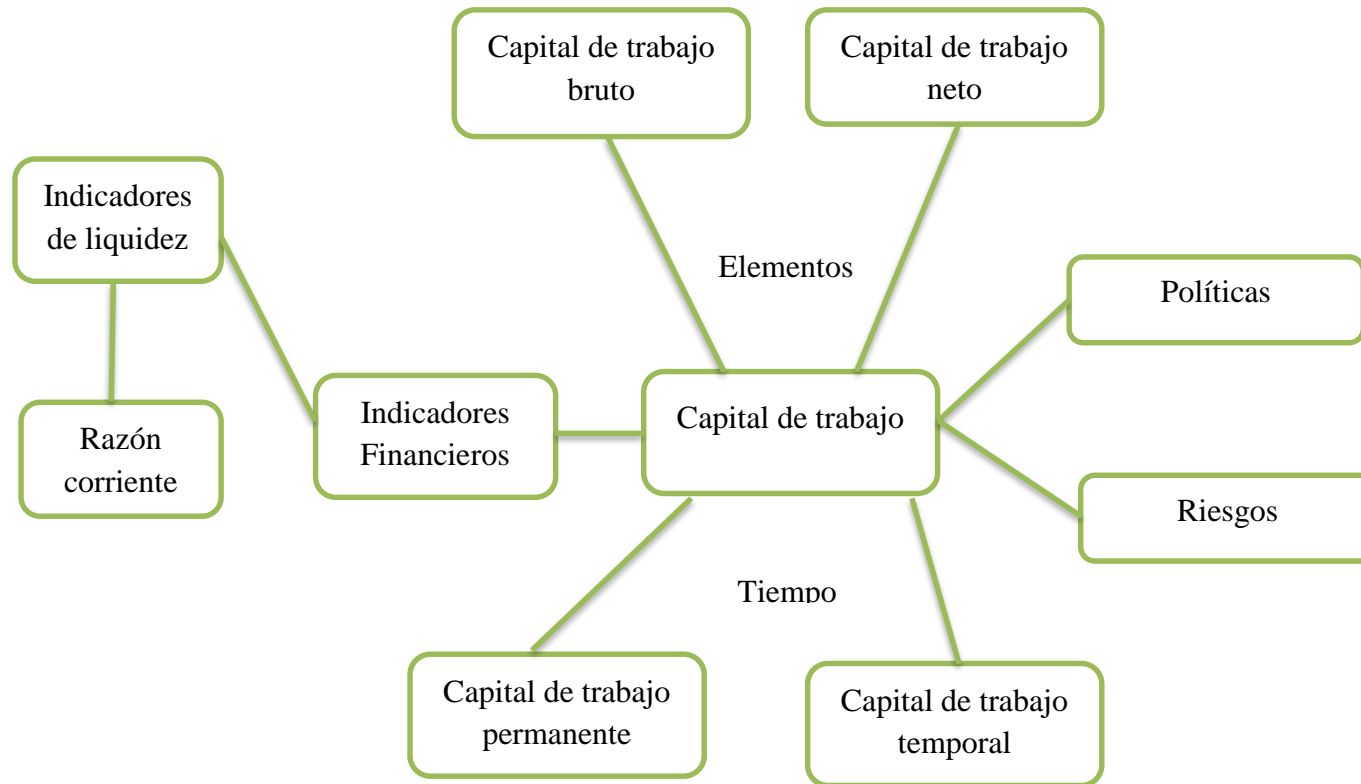 Capital de trabajo
bruto
Capital de trabajo
neto
Indicadores
de liquidez
Elementos
Políticas
Indicadores
Financieros
Capital de trabajo
Razón
corriente
Riesgos
Tiempo
Capital de trabajo
permanente
Capital de trabajo
temporal